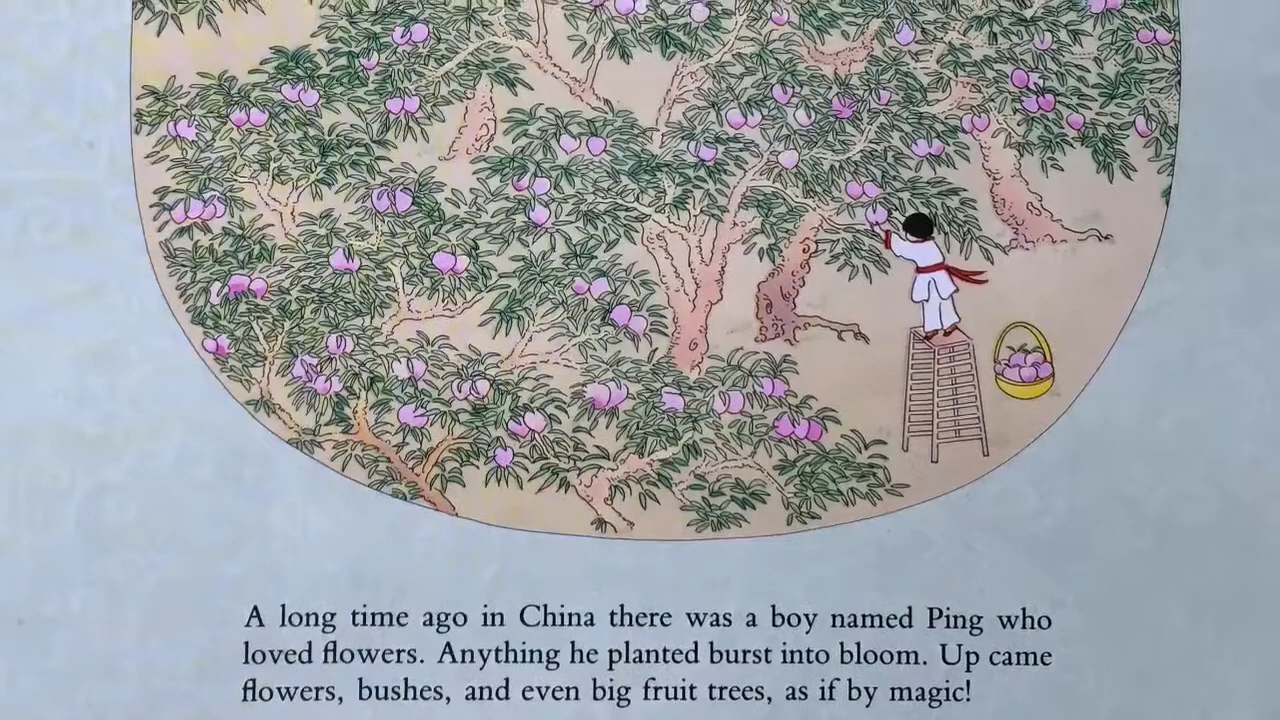 A long time ago in China there was a boy named Ping who
loved flowers. Anything he planted burst into bloom. Up came
flowers, bushes, and even big fruit trees, as if by magic!